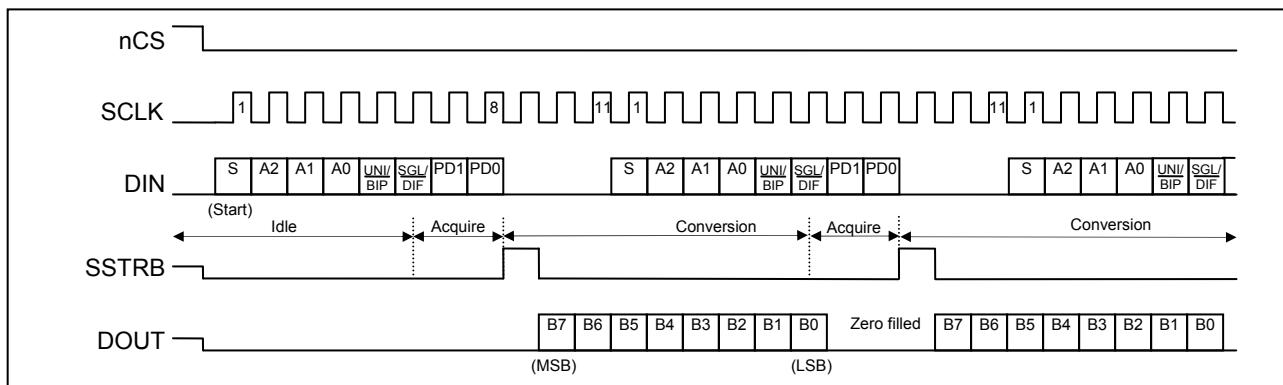 nCS
SCLK
1
8
11
1
11
1
DIN
S A2 A1 A0 UNI/BIP SGL/DIF PD1 PD0
S A2 A1 A0 UNI/BIP SGL/DIF PD1 PD0
S A2 A1 A0 UNI/BIP SGL/DIF
(Start)
Idle
Acquire
Conversion
Acquire
Conversion
SSTRB
DOUT
B7 B6 B5 B4 B3 B2 B1 B0
Zero filled
B7 B6 B5 B4 B3 B2 B1 B0
(MSB)
(LSB)